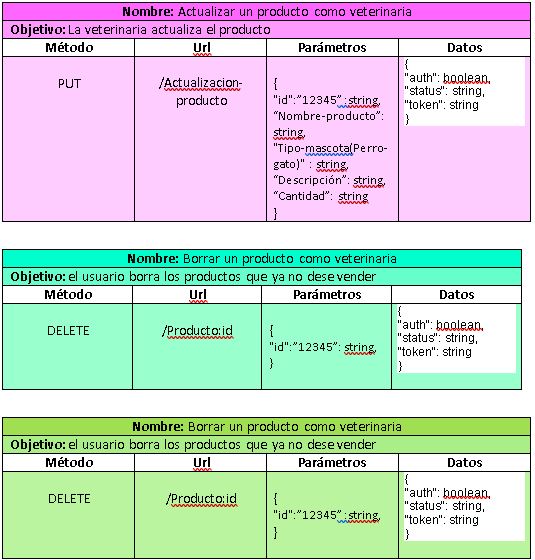 Nombre: Actualizar un producto como veterinaria
Objetivo: La veterinaria actualiza el producto
Método Url Parámetros Datos
PUT /Actualizacion-
producto
{
"id":"12345":string,
"Nombre-producto":
string,
"Tipo-mascota(Perro-
gato)" : string,
"Descripción": string,
"Cantidad": string
}
{
"auth": boolean,
"status": string,
"token": string
}
Nombre: Borrar un producto como veterinaria
Objetivo: el usuario borra los productos que ya no dese vender
Método Url Parámetros Datos
DELETE /Producto:id
{
"id":"12345": string,
}
{
"auth": boolean,
"status": string,
"token": string
}
Nombre: Borrar un producto como veterinaria
Objetivo: el usuario borra los productos que ya no dese vender
Método Url Parámetros Datos
DELETE /Producto:id
{
"id":"12345":string,
}
{
"auth": boolean,
"status": string,
"token": string
}